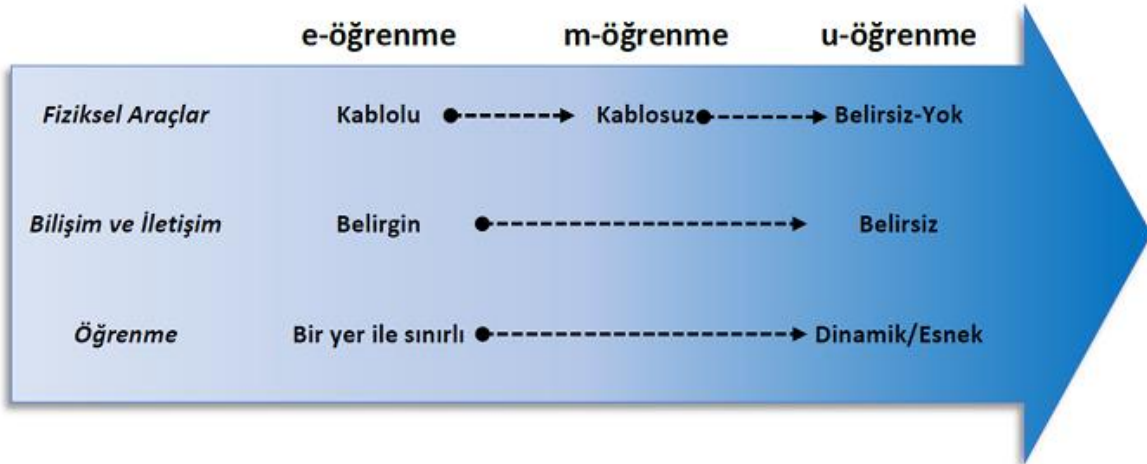 e-öğrenme m-öğrenme u-öğrenme
Fiziksel Araçlar Kablolu Kablosuz Belirsiz-Yok
Bilişim ve İletişim Belirgin Belirsiz
Öğrenme Bir yer ile sınırlı Dinamik/Esnek